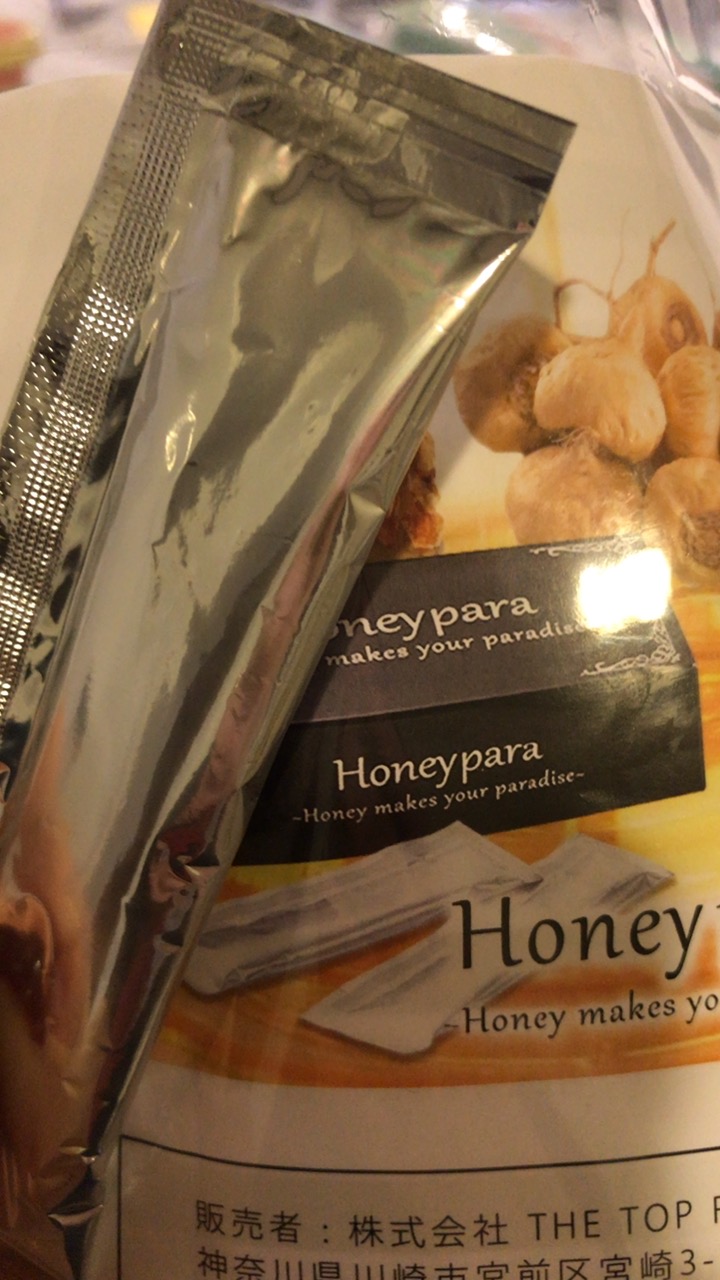 neypara
makes your paradise
Honeypara
~Honey makes your paradise~
Honey
~Honey makes yo
販売者：株式会社 THE TOP
神奈川県川崎市宮前区宮崎3-